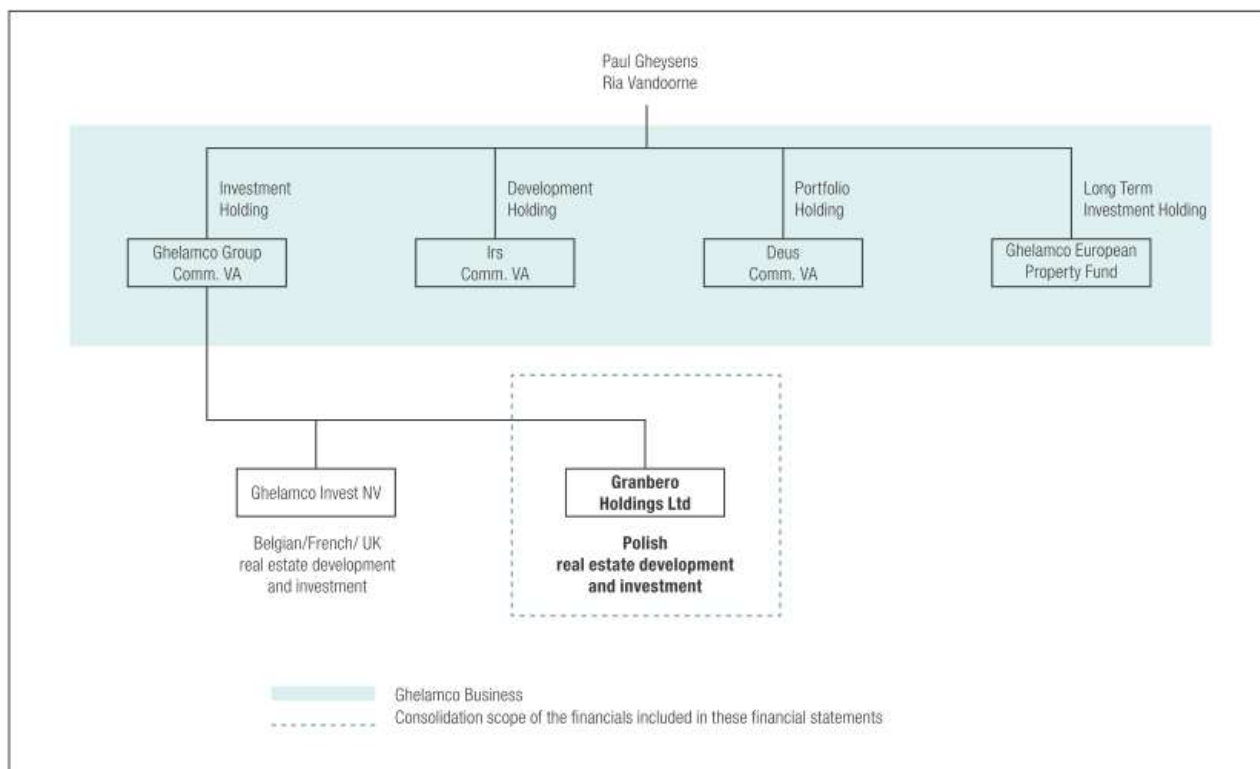 Paul Gheysens
Ria Vandoorne
Investment
Holding
Development
Holding
Portfolio
Holding
Long Term
Investment Holding
Ghelamco Group
Comm. VA
Irs
Comm. VA
Deus
Comm. VA
Ghelamco European
Property Fund
Ghelamco Invest NV
Granbero
Holdings Ltd
Belgian/French/ UK
real estate development
and investment
Polish
real estate development
and investment
Ghelamco Business
Consolidation scope of the financials included in these financial statements